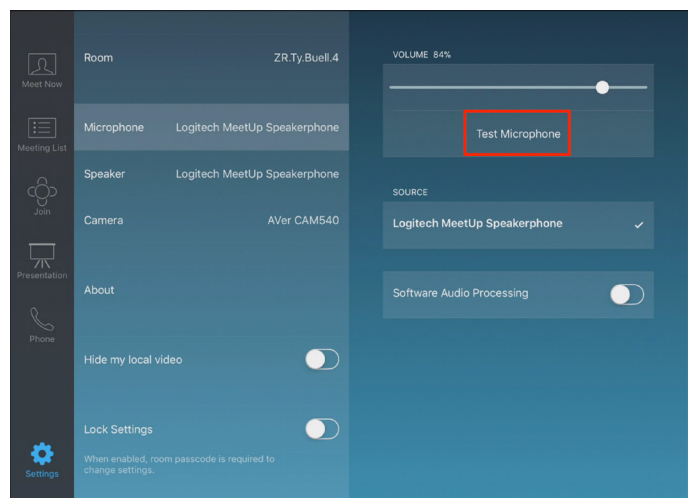 Meet Now
Meeting List
Join
Presentation
Phone
Settings
Room ZR.Ty.Buell.4
Microphone Logitech MeetUp Speakerphone
Speaker Logitech MeetUp Speakerphone
Camera AVer CAM540
About
Hide my local video
Lock Settings
When enabled, room passcode is required to
change settings.
VOLUME 84%
Test Microphone
SOURCE
Logitech MeetUp Speakerphone
Software Audio Processing